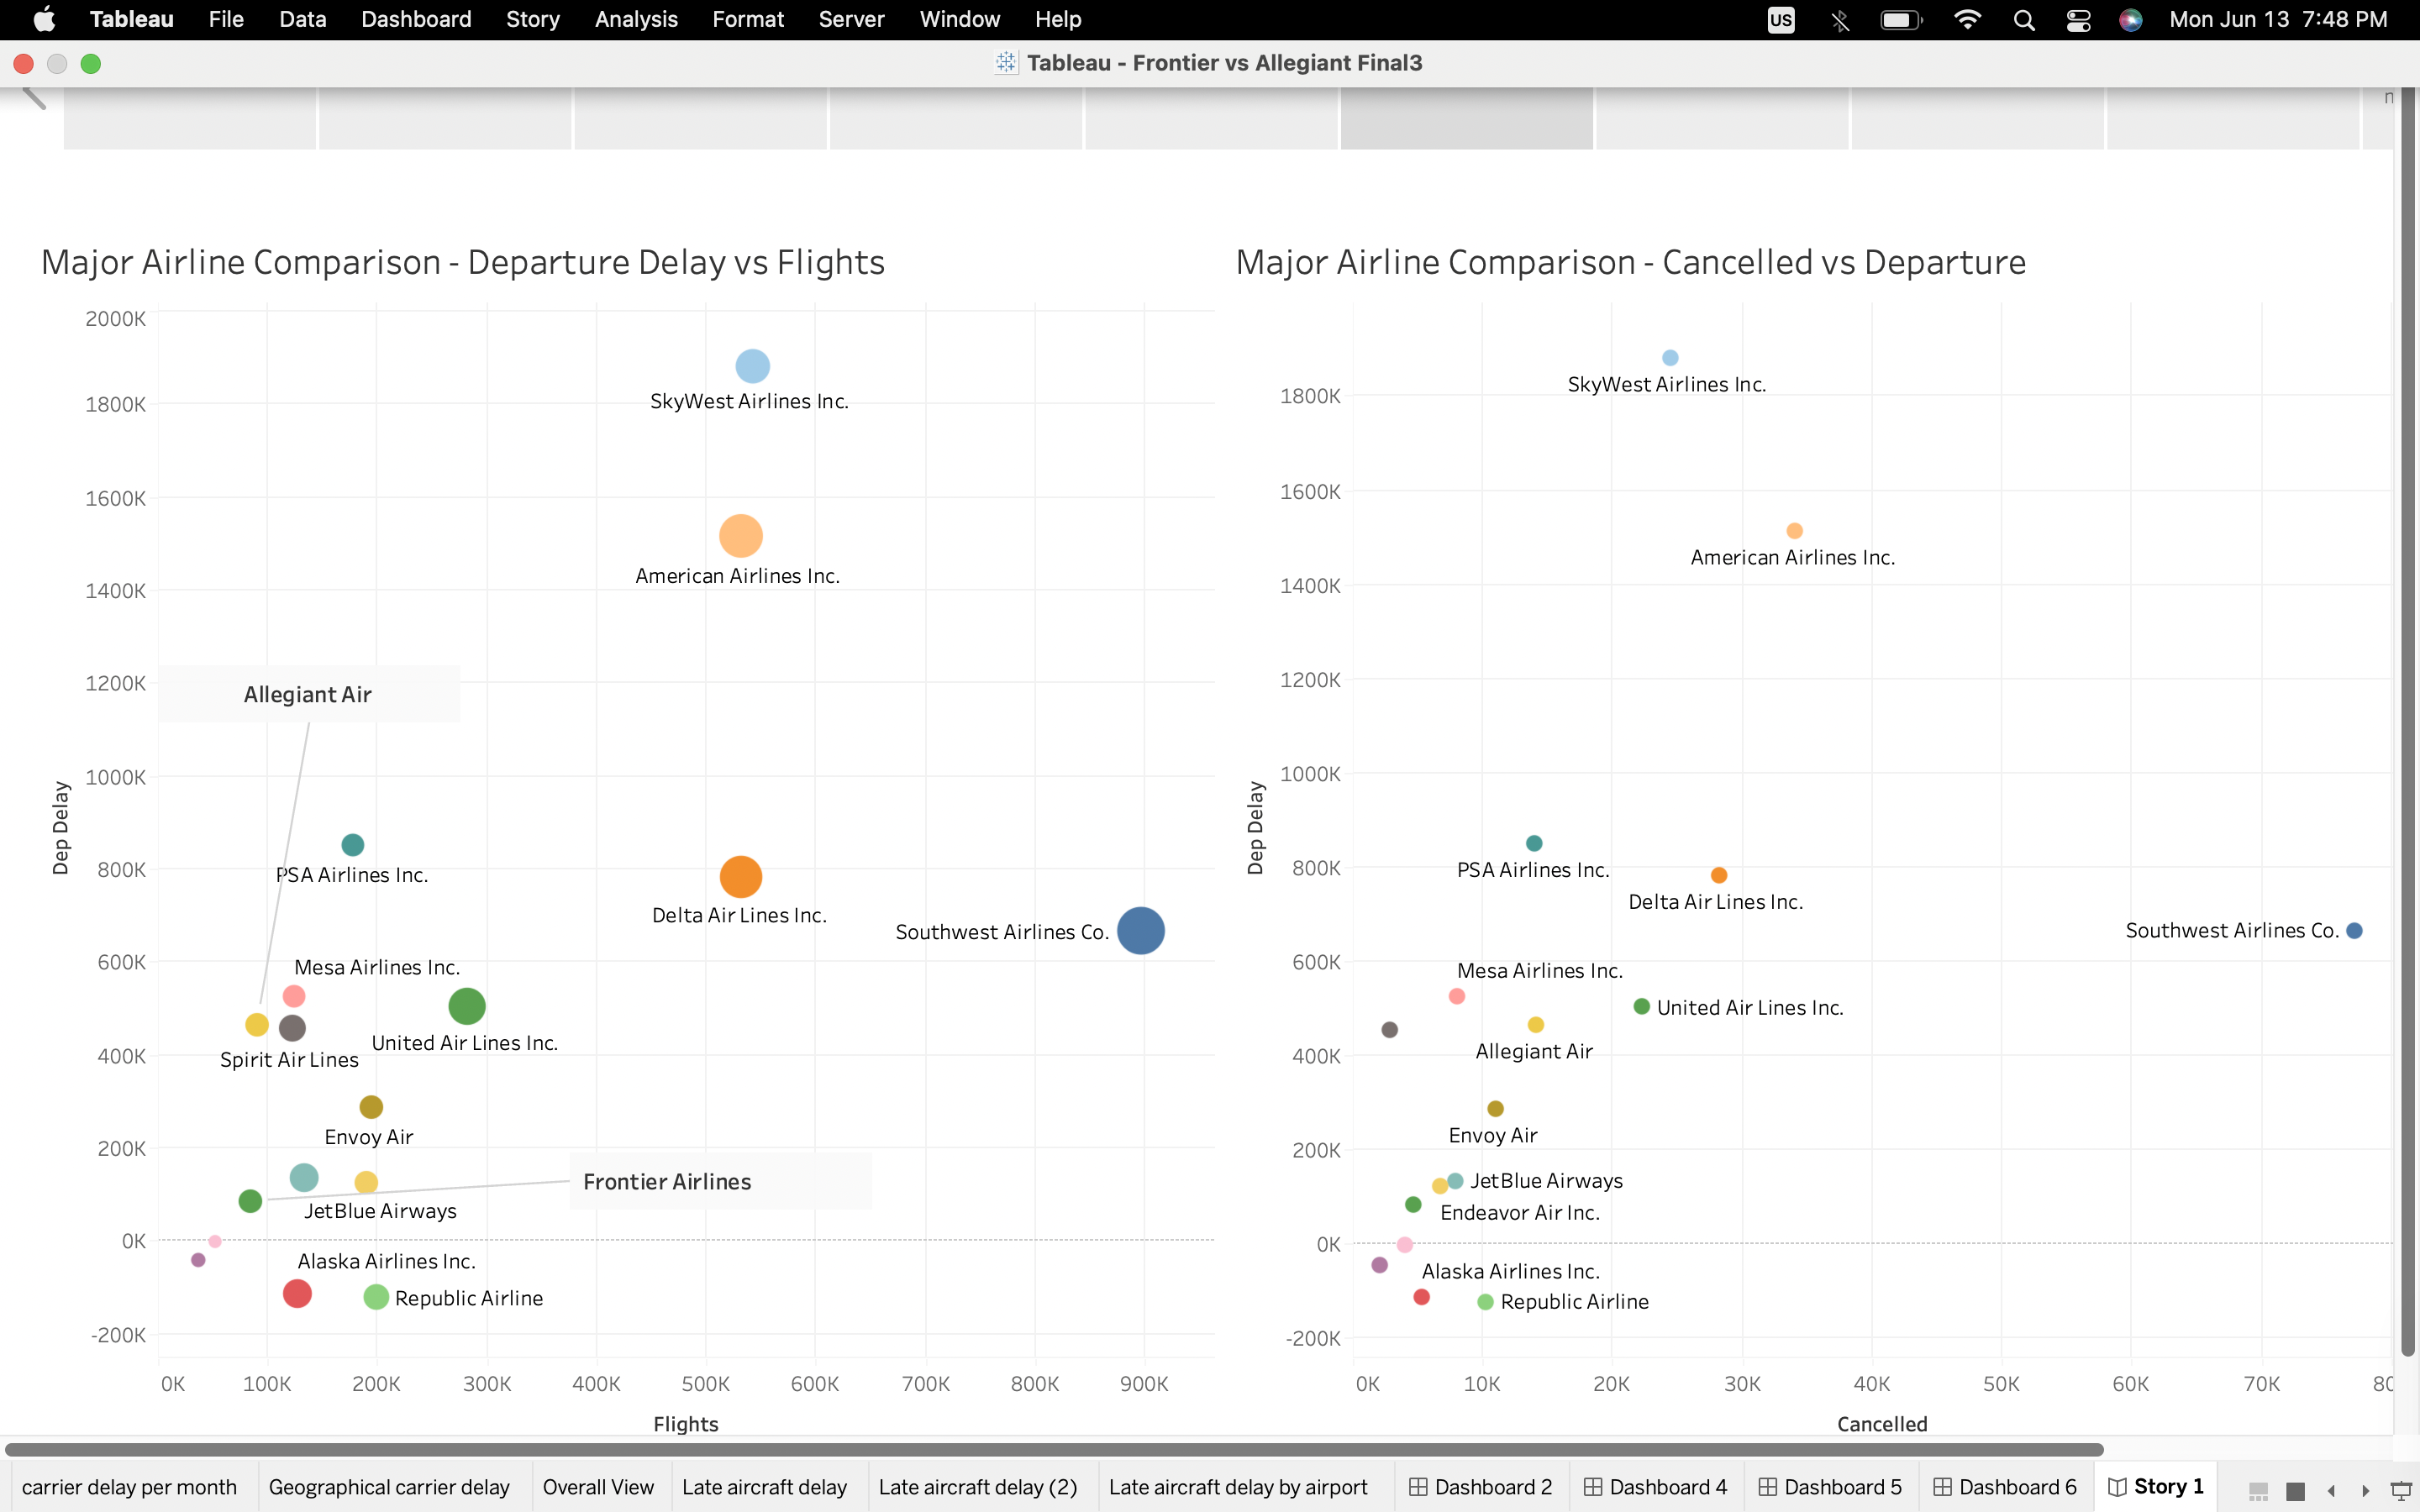 Tableau File Data Dashboard Story Analysis Format Server Window Help US Mon Jun 13 7:48 PM
Tableau - Frontier vs Allegiant Final3
Major Airline Comparison - Departure Delay vs Flights
2000K
1800K
1600K
1400K
1200K
1000K
800K
600K
400K
200K
0K
-200K
Dep Delay
SkyWest Airlines Inc.
American Airlines Inc.
Allegiant Air
PSA Airlines Inc.
Delta Air Lines Inc.
Southwest Airlines Co.
Mesa Airlines Inc.
United Air Lines Inc.
Spirit Air Lines
Envoy Air
Frontier Airlines
JetBlue Airways
Alaska Airlines Inc.
Republic Airline
0K 100K 200K 300K 400K 500K 600K 700K 800K 900K
Flights
Major Airline Comparison - Cancelled vs Departure
1800K
1600K
1400K
1200K
1000K
800K
600K
400K
200K
0K
-200K
Dep Delay
SkyWest Airlines Inc.
American Airlines Inc.
PSA Airlines Inc.
Delta Air Lines Inc.
Southwest Airlines Co.
Mesa Airlines Inc.
United Air Lines Inc.
Allegiant Air
Envoy Air
JetBlue Airways
Endeavor Air Inc.
Alaska Airlines Inc.
Republic Airline
0K 10K 20K 30K 40K 50K 60K 70K
Cancelled
carrier delay per month Geographical carrier delay Overall View Late aircraft delay Late aircraft delay (2) Late aircraft delay by airport Dashboard 2 Dashboard 4 Dashboard 5 Dashboard 6 Story 1